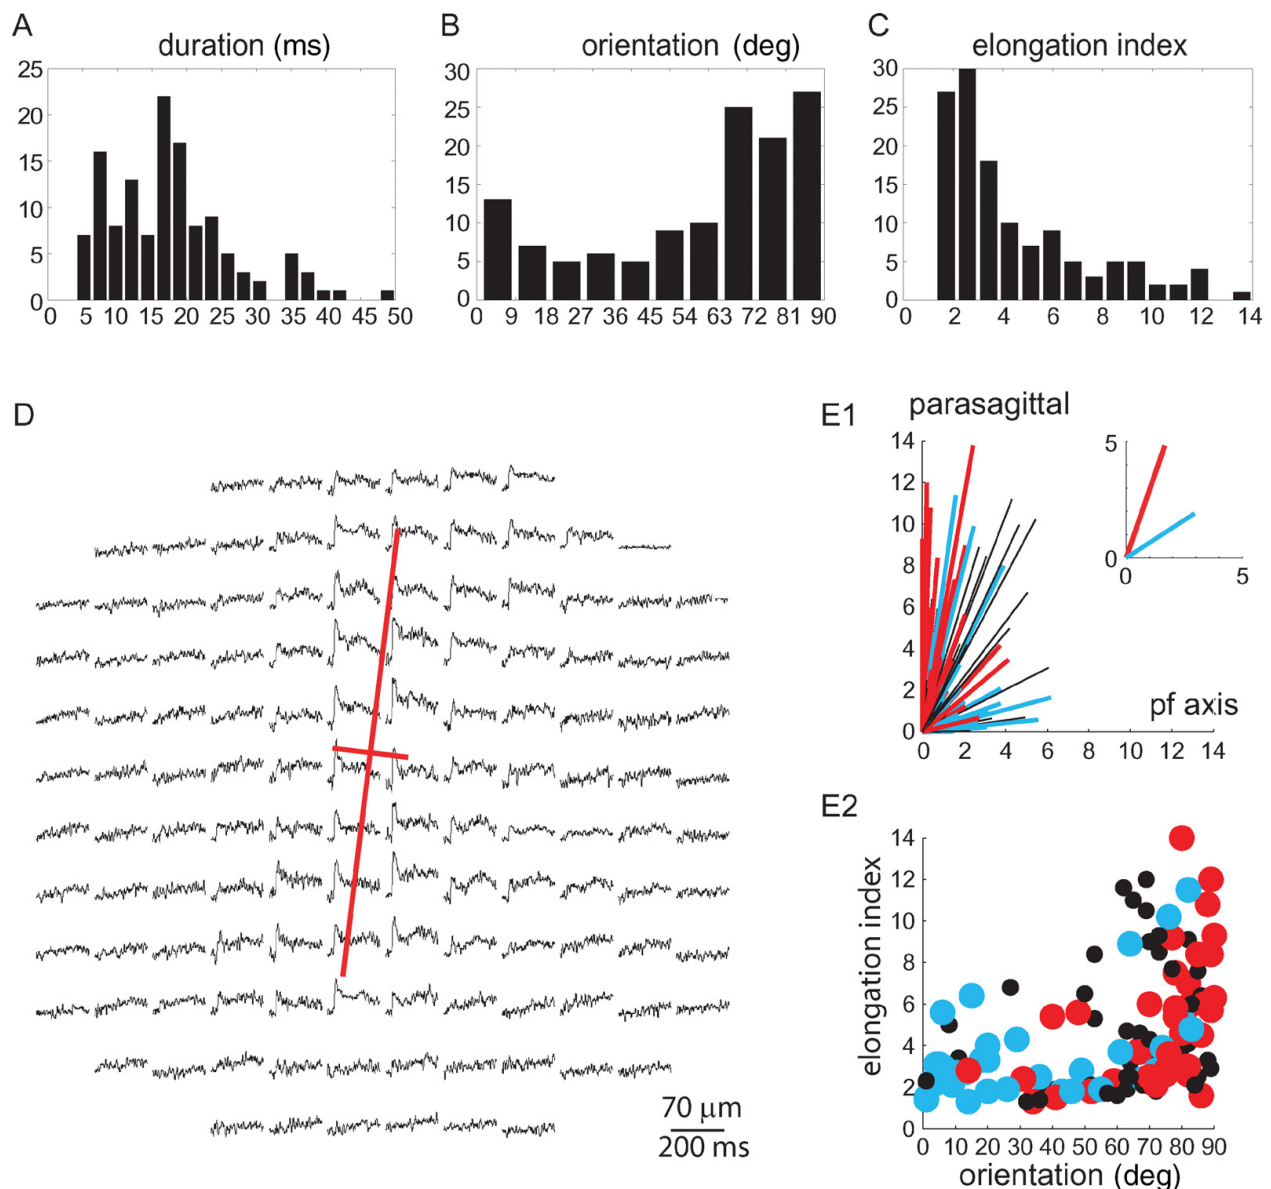 A
duration (ms)
25
20
15
10
5
0
0 5 10 15 20 25 30 35 40 45 50
B
orientation (deg)
30
25
20
15
10
5
0
0 9 18 27 36 45 54 63 72 81 90
C
elongation index
30
25
20
15
10
5
0
0 2 4 6 8 10 12 14
D
70 µm
200 ms
E1
parasagittal
14
12
10
8
6
4
2
0
0 2 4 6 8 10 12 14
pf axis
5
0
0 5
E2
elongation index
14
12
10
8
6
4
2
0
0 10 20 30 40 50 60 70 80 90
orientation (deg)